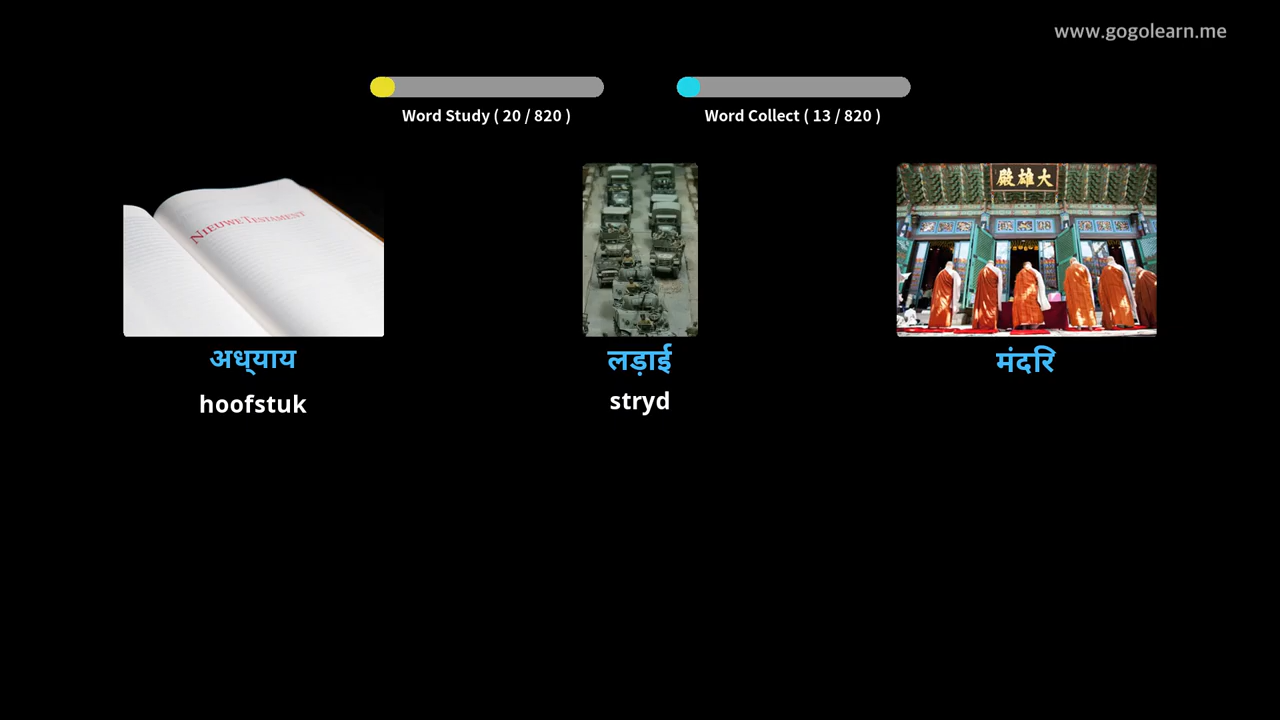 www.gogolearn.me
Word Study ( 20 / 820 )
Word Collect ( 13 / 820 )
NIEUWE TESTAMENT
大雄殿
अध्‌याय
लड़ाई
मंदरि
hoofstuk
stryd